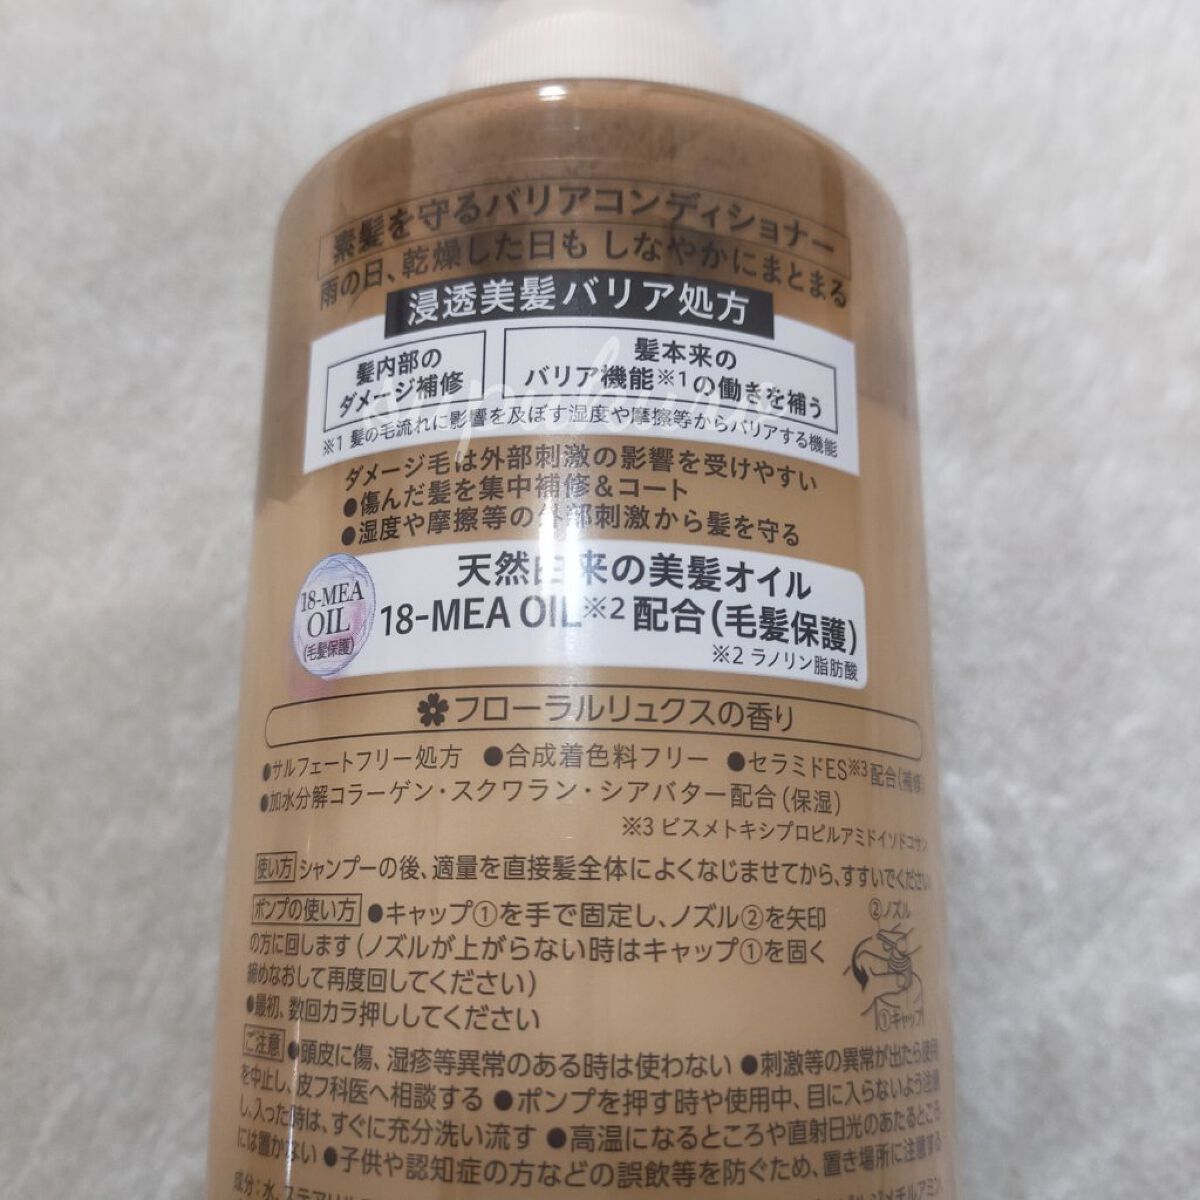 素髪を守るバリアコンディショナー
雨の日、乾燥した日も しなやかにまとまる
浸透美髪バリア処方
髪内部の
ダメージ補修
髪本来の
バリア機能※1の働きを補う
※1 髪の毛流れに影響を及ぼす湿度や摩擦等からバリアする機能
ダメージ毛は外部刺激の影響を受けやすい
●傷んだ髪を集中補修&コート
●湿度や摩擦等の外部刺激から髪を守る
18-MEA
OIL
(毛髪保護)
天然由来の美髪オイル
18-MEA OIL※2 配合(毛髪保護)
※2 ラノリン脂肪酸
フローラルリュクスの香り
●サルフェートフリー処方 ●合成着色料フリー ●セラミドES※3配合(補修)
●加水分解コラーゲン・スクワラン・シアバター配合(保湿)
※3 ビスメトキシプロピルアミドイソドコサン
使い方 シャンプーの後、適量を直接髪全体によくなじませてから、すすいでください
ポンプの使い方 ●キャップ①を手で固定し、ノズル②を矢印
の方に回します(ノズルが上がらない時はキャップ①を固く
締めなおして再度回してください)
●最初、数回カラ押ししてください
②ノズル
①キャップ
ご注意 ●頭皮に傷、湿疹等異常のある時は使わない ●刺激等の異常が出たら使用
を中止し、皮フ科医へ相談する ●ポンプを押す時や使用中、目に入らないよう注意
し、入った時は、すぐに充分洗い流す ●高温になるところや直射日光のあたるところ
には置かない ●子供や認知症の方などの誤飲等を防ぐため、置き場所に注意する
成分:水、ステアリル